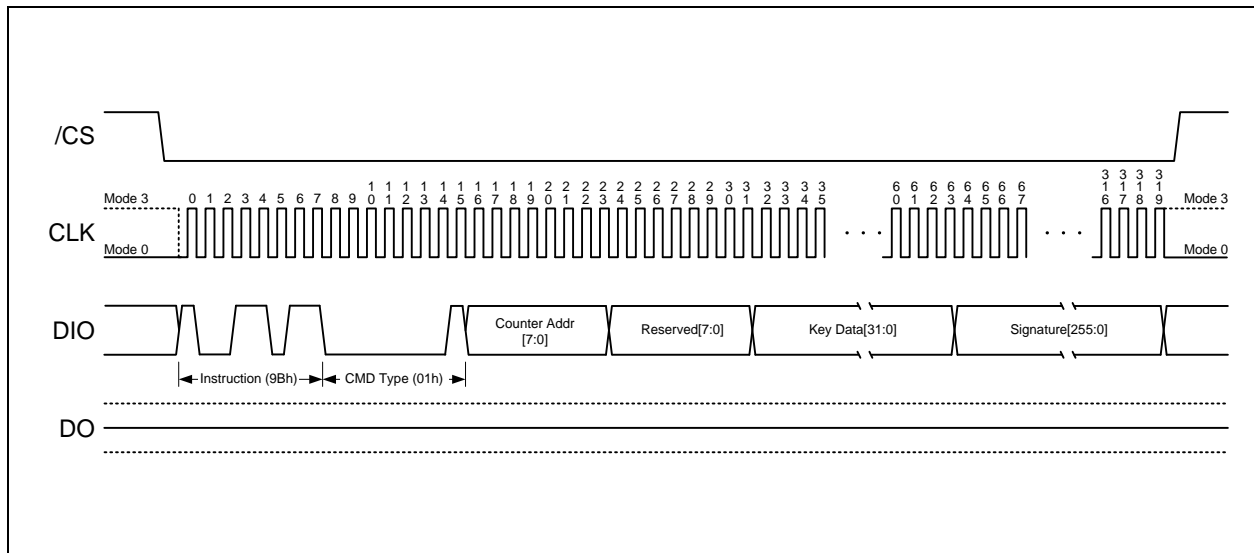 /CS
0 1 2 3 4 5 6 7 8 9 10 11 12 13 14 15 16 17 18 19 20 21 22 23 24 25 26 27 28 29 30 31 32 33 34 35 60 61 62 63 64 65 66 67 316 317 318 319
Mode 3
Mode 3
CLK
. . .
. . .
Mode 0
Mode 0
DIO
Counter Addr
[7:0]
Reserved[7:0]
Key Data[31:0]
Signature[255:0]
Instruction (9Bh)
CMD Type (01h)
DO